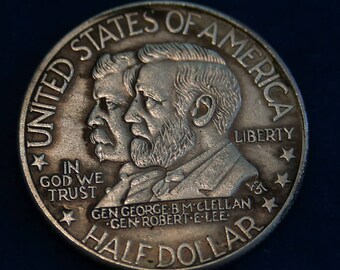 UNITED STATES OF AMERICA
LIBERTY
IN
GOD WE
TRUST
GEN·GEORGE·B·McCLELLAN
·GEN·ROBERT·E·LEE·
HALF DOLLAR